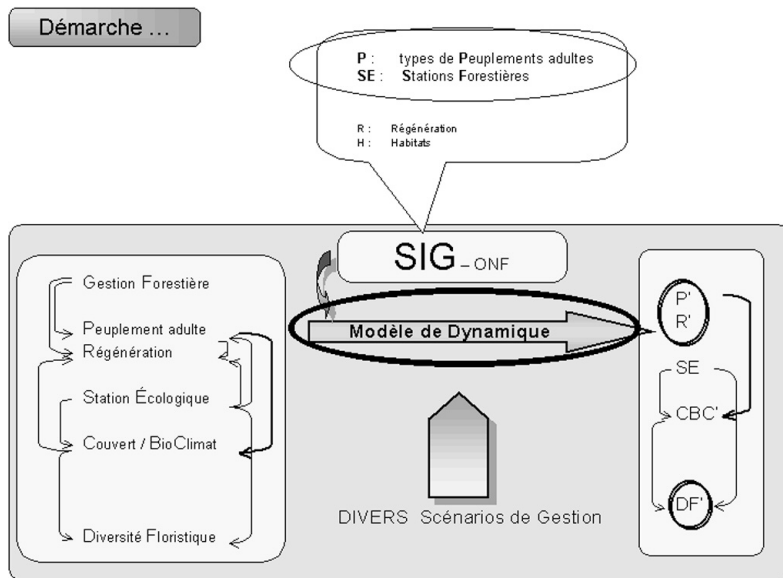 Démarche ...
P : types de Peuplements adultes
SE : Stations Forestières
R : Régénération
H : Habitats
SIG – ONF
Gestion Forestière
Peuplement adulte
Régénération
Station Écologique
Couvert / BioClimat
Diversité Floristique
Modèle de Dynamique
DIVERS Scénarios de Gestion
P'
R'
SE
CBC'
DF'